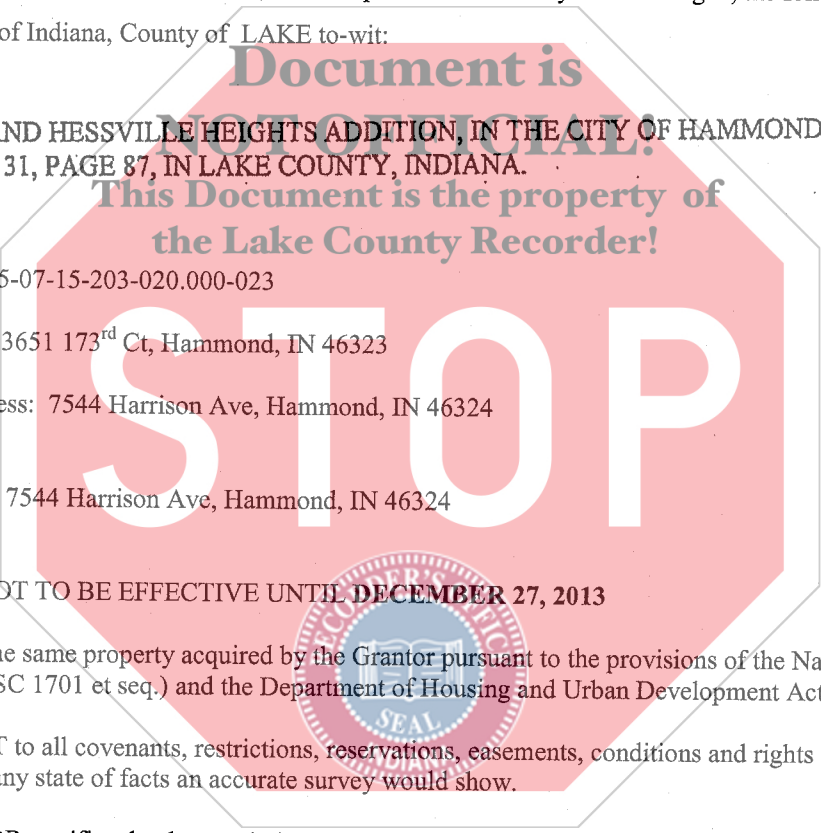 of Indiana, County of LAKE to-wit:
Document is
NOT OFFICIAL!
AND HESSVILLE HEIGHTS ADDITION, IN THE CITY OF HAMMOND
31, PAGE 87, IN LAKE COUNTY, INDIANA.
This Document is the property of
the Lake County Recorder!
5-07-15-203-020.000-023
3651 173rd Ct, Hammond, IN 46323
ess: 7544 Harrison Ave, Hammond, IN 46324
STOP
7544 Harrison Ave, Hammond, IN 46324
OT TO BE EFFECTIVE UNTIL DECEMBER 27, 2013
he same property acquired by the Grantor pursuant to the provisions of the Na
SC 1701 et seq.) and the Department of Housing and Urban Development Act
T to all covenants, restrictions, reservations, easements, conditions and rights
any state of facts an accurate survey would show.
RECORDER'S OFFICE
SEAL
INDIANA